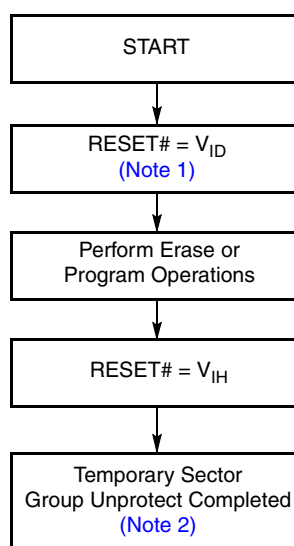 START
RESET# = VID
(Note 1)
Perform Erase or
Program Operations
RESET# = VIH
Temporary Sector
Group Unprotect Completed
(Note 2)